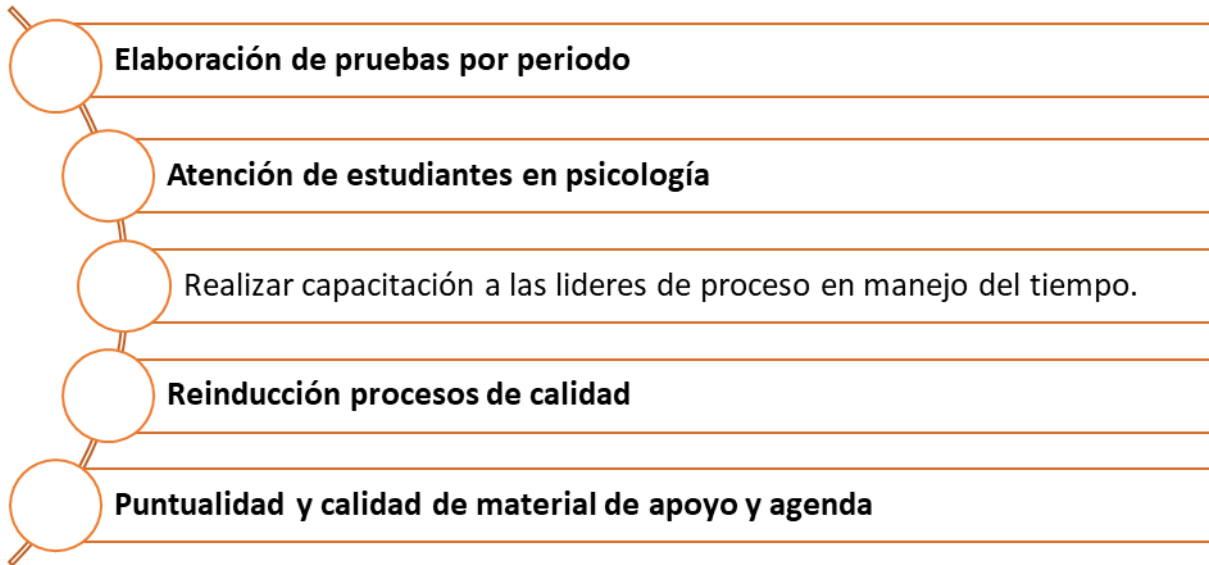 Elaboración de pruebas por periodo
Atención de estudiantes en psicología
Realizar capacitación a las lideres de proceso en manejo del tiempo.
Reinducción procesos de calidad
Puntualidad y calidad de material de apoyo y agenda